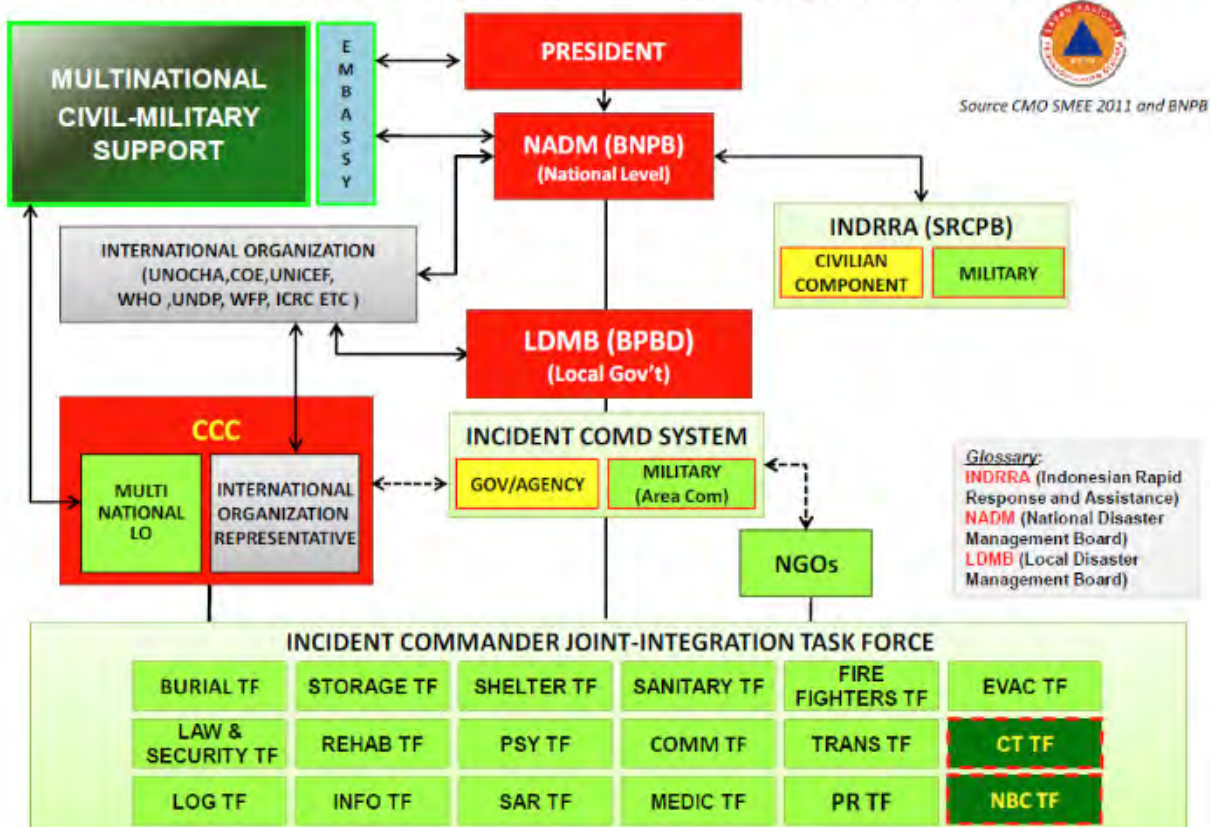 MULTINATIONAL
CIVIL-MILITARY
SUPPORT
E
M
B
A
S
S
Y
PRESIDENT
Source CMO SMEE 2011 and BNPB
NADM (BNPB)
(National Level)
INTERNATIONAL ORGANIZATION
(UNOCHA,COE,UNICEF,
WHO ,UNDP, WFP, ICRC ETC )
INDRRA (SRCPB)
CIVILIAN
COMPONENT
MILITARY
LDMB (BPBD)
(Local Gov't)
CCC
MULTI
NATIONAL
LO
INTERNATIONAL
ORGANIZATION
REPRESENTATIVE
INCIDENT COMD SYSTEM
GOV/AGENCY
MILITARY
(Area Com)
NGOs
Glossary:
INDRRA (Indonesian Rapid
Response and Assistance)
NADM (National Disaster
Management Board)
LDMB (Local Disaster
Management Board)
INCIDENT COMMANDER JOINT-INTEGRATION TASK FORCE
BURIAL TF
STORAGE TF
SHELTER TF
SANITARY TF
FIRE
FIGHTERS TF
EVAC TF
LAW &
SECURITY TF
REHAB TF
PSY TF
COMM TF
TRANS TF
CT TF
LOG TF
INFO TF
SAR TF
MEDIC TF
PR TF
NBC TF